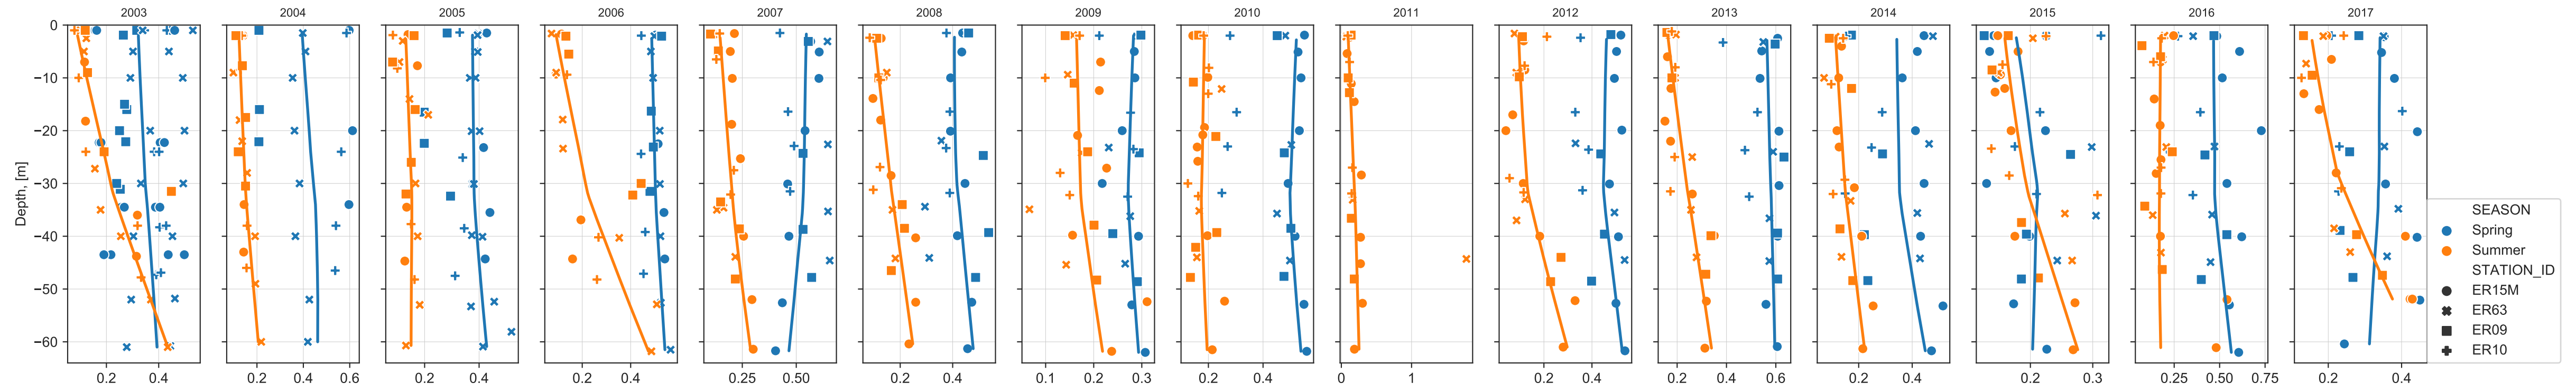 2003 2004 2005 2006 2007 2008 2009 2010 2011 2012 2013 2014 2015 2016 2017
Depth, [m]
0
−10
−20
−30
−40
−50
−60
0.2 0.4 0.2 0.4 0.6 0.2 0.4 0.2 0.4 0.25 0.50 0.2 0.4 0.1 0.2 0.3 0.2 0.4 0 1 0.2 0.4 0.2 0.4 0.6 0.2 0.4 0.2 0.3 0.25 0.50 0.75 0.2 0.4
SEASON
Spring
Summer
STATION_ID
ER15M
ER63
ER09
ER10